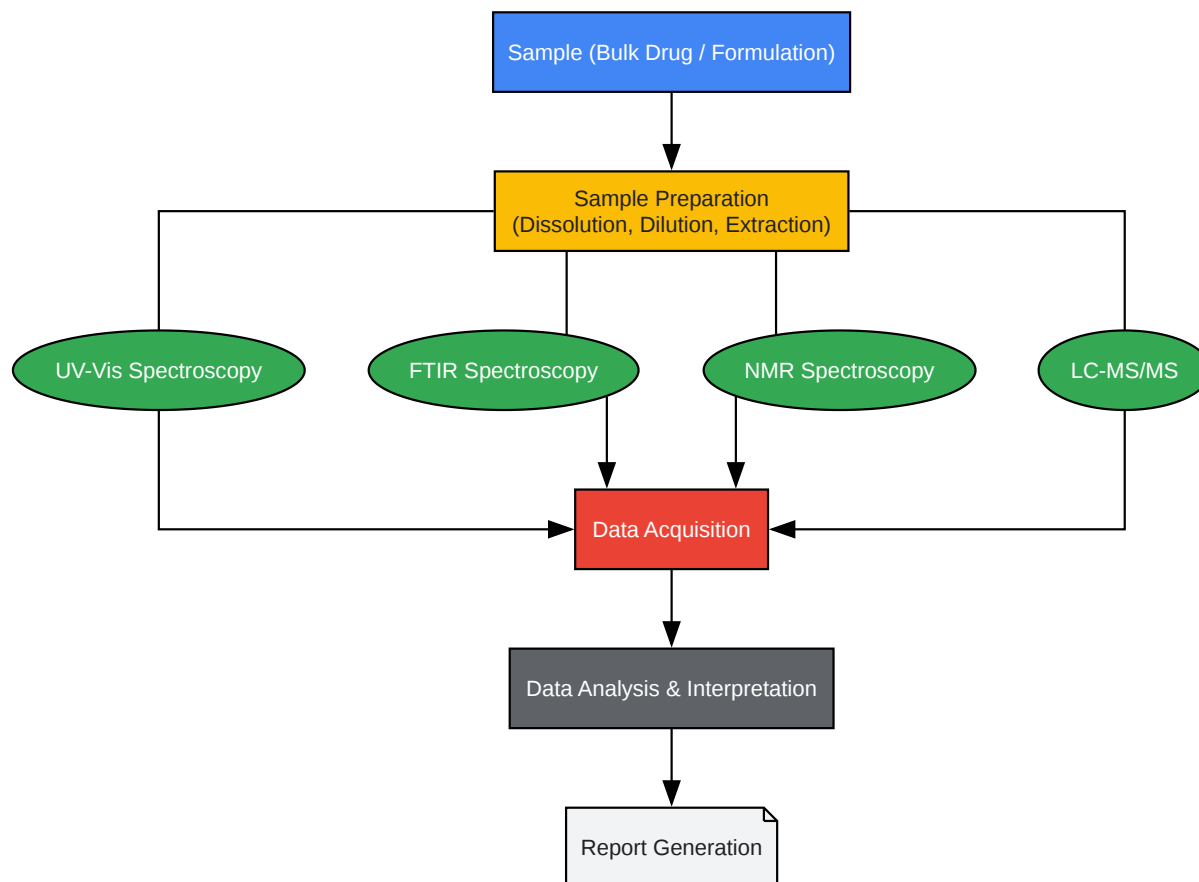 Sample (Bulk Drug / Formulation)
Sample Preparation
(Dissolution, Dilution, Extraction)
UV-Vis Spectroscopy
FTIR Spectroscopy
NMR Spectroscopy
LC-MS/MS
Data Acquisition
Data Analysis & Interpretation
Report Generation